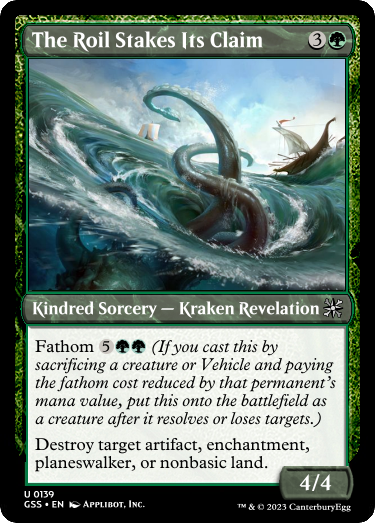 The Roil Stakes Its Claim 3
Kindred Sorcery — Kraken Revelation
Fathom 5 (If you cast this by
sacrificing a creature or Vehicle and paying
the fathom cost reduced by that permanent's
mana value, put this onto the battlefield as
a creature after it resolves or loses targets.)
Destroy target artifact, enchantment,
planeswalker, or nonbasic land.
4/4
U 0139
GSS • EN Applibot, Inc.
™ & © 2023 CanterburyEgg